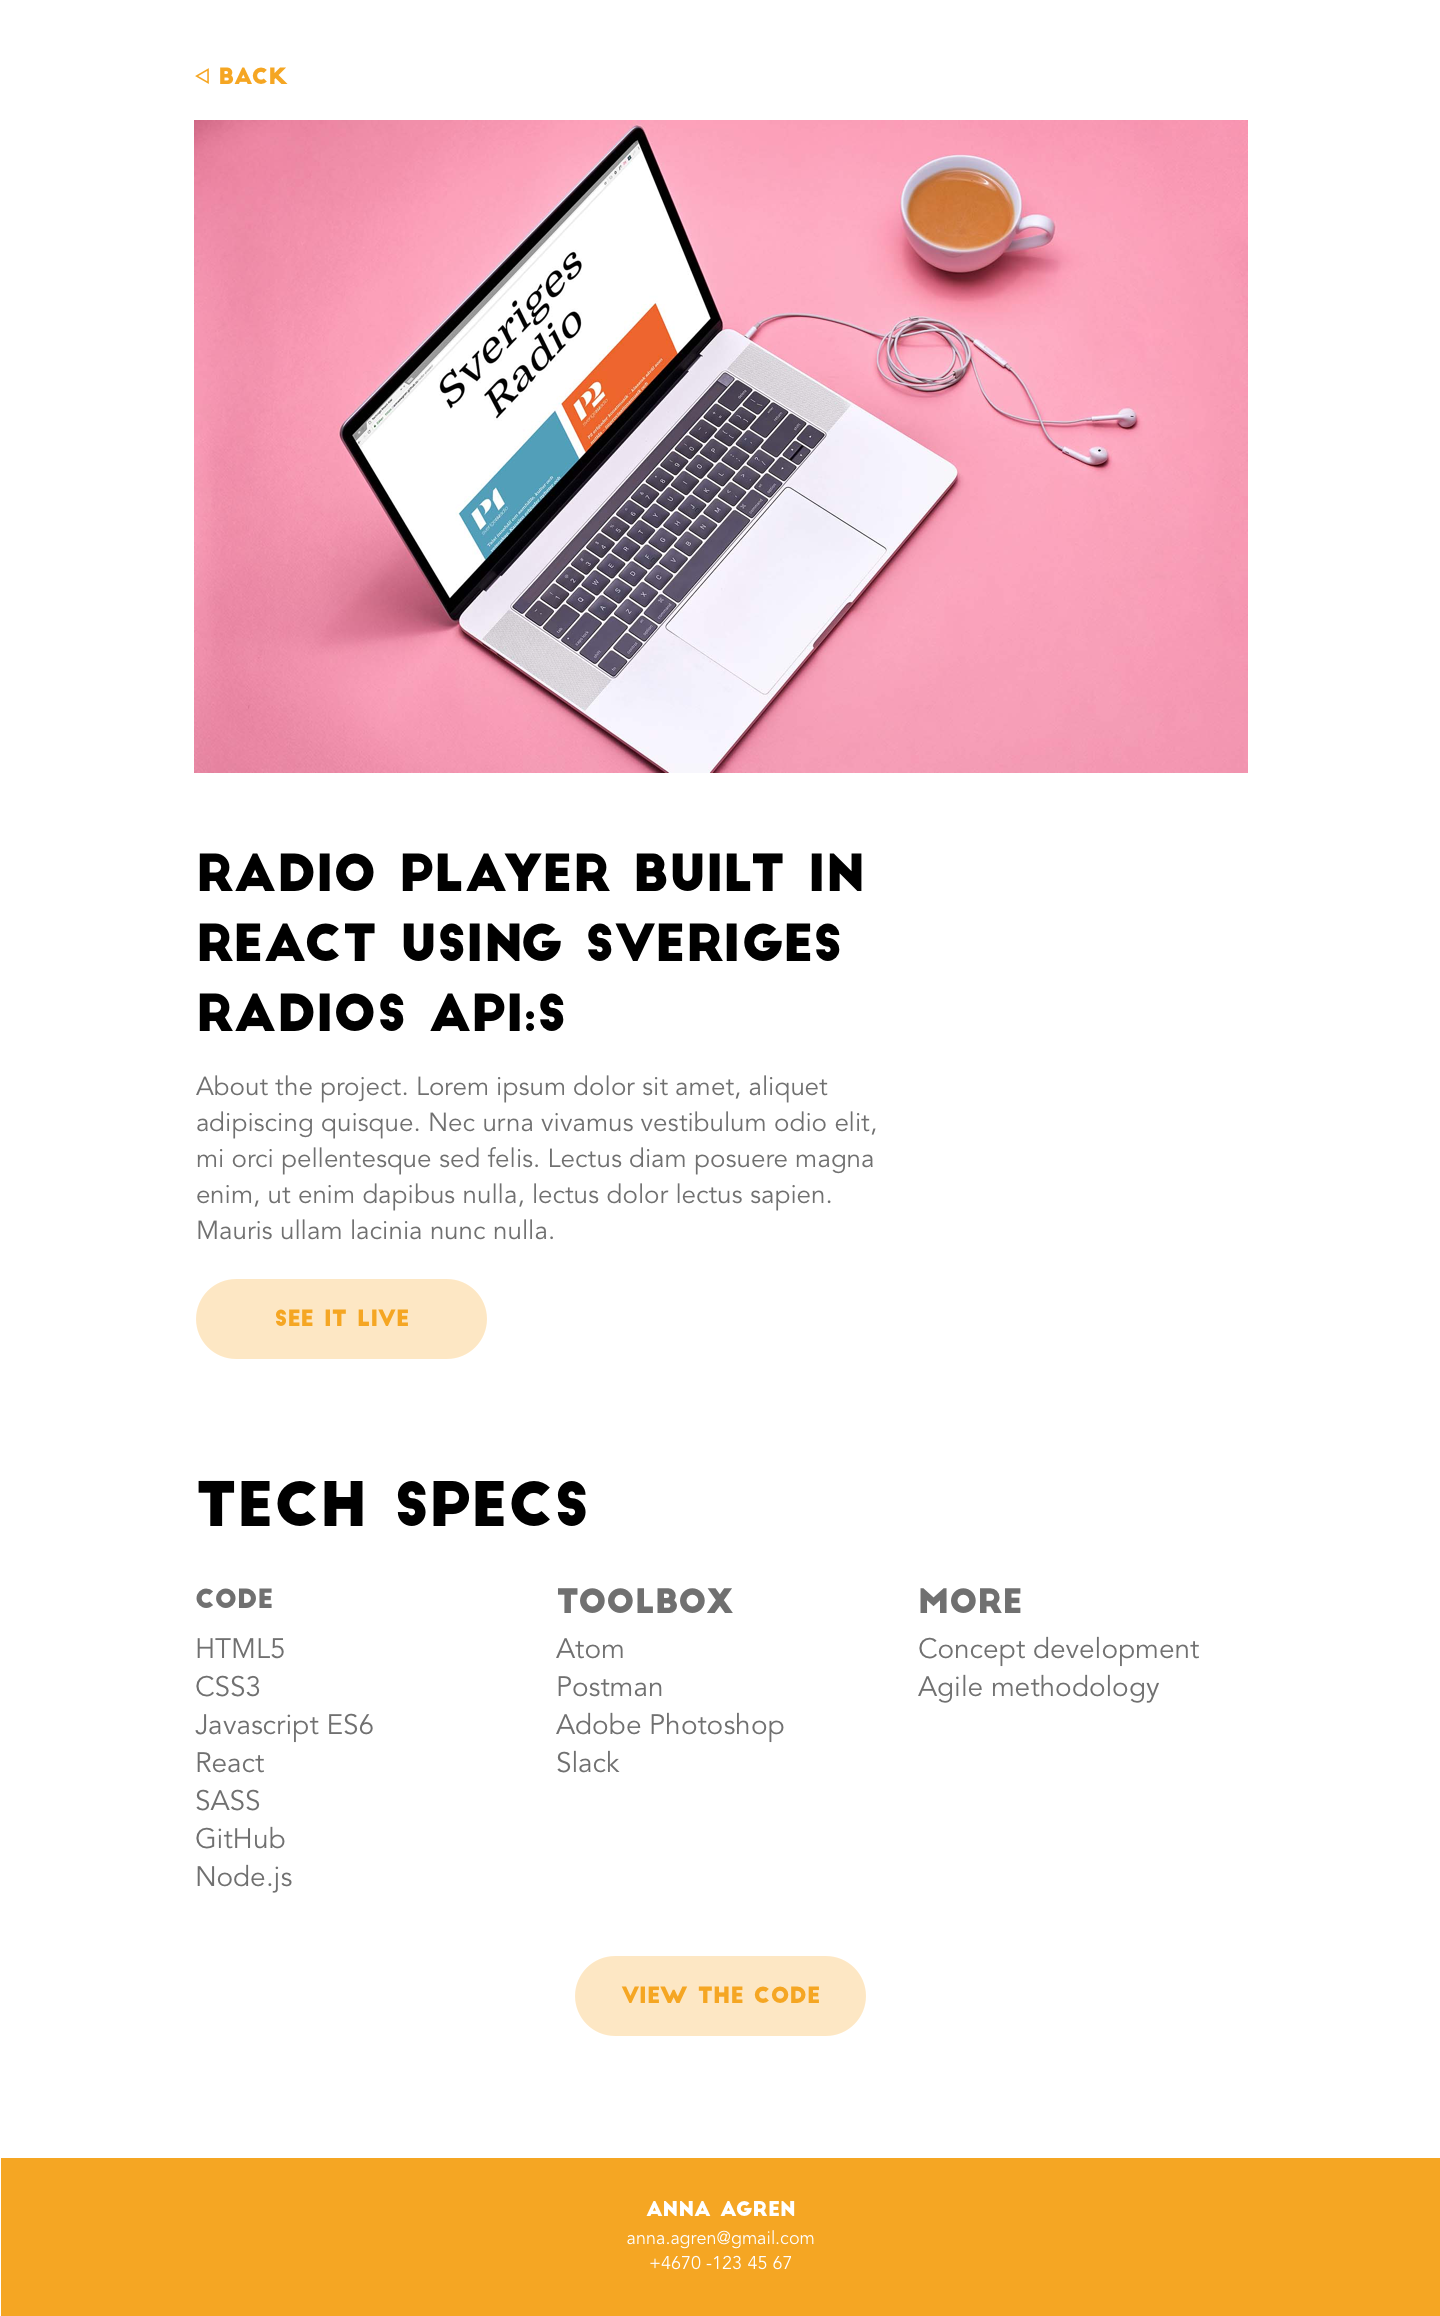 BACK
Sveriges
Radio
P2
P1
RADIO PLAYER BUILT IN
REACT USING SVERIGES
RADIOS API:S
About the project. Lorem ipsum dolor sit amet, aliquet
adipiscing quisque. Nec urna vivamus vestibulum odio elit,
mi orci pellentesque sed felis. Lectus diam posuere magna
enim, ut enim dapibus nulla, lectus dolor lectus sapien.
Mauris ullam lacinia nunc nulla.
SEE IT LIVE
TECH SPECS
CODE
HTML5
CSS3
Javascript ES6
React
SASS
GitHub
Node.js
TOOLBOX
Atom
Postman
Adobe Photoshop
Slack
MORE
Concept development
Agile methodology
VIEW THE CODE
ANNA AGREN
anna.agren@gmail.com
+4670 -123 45 67